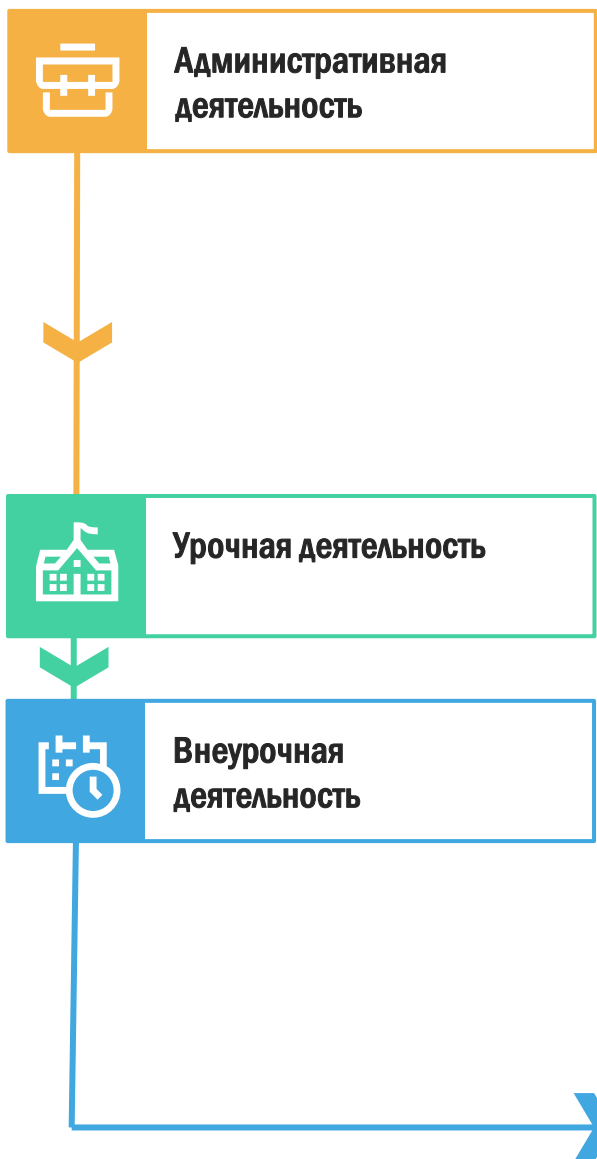 Административная
деятельность
Урочная деятельность
Внеурочная
деятельность